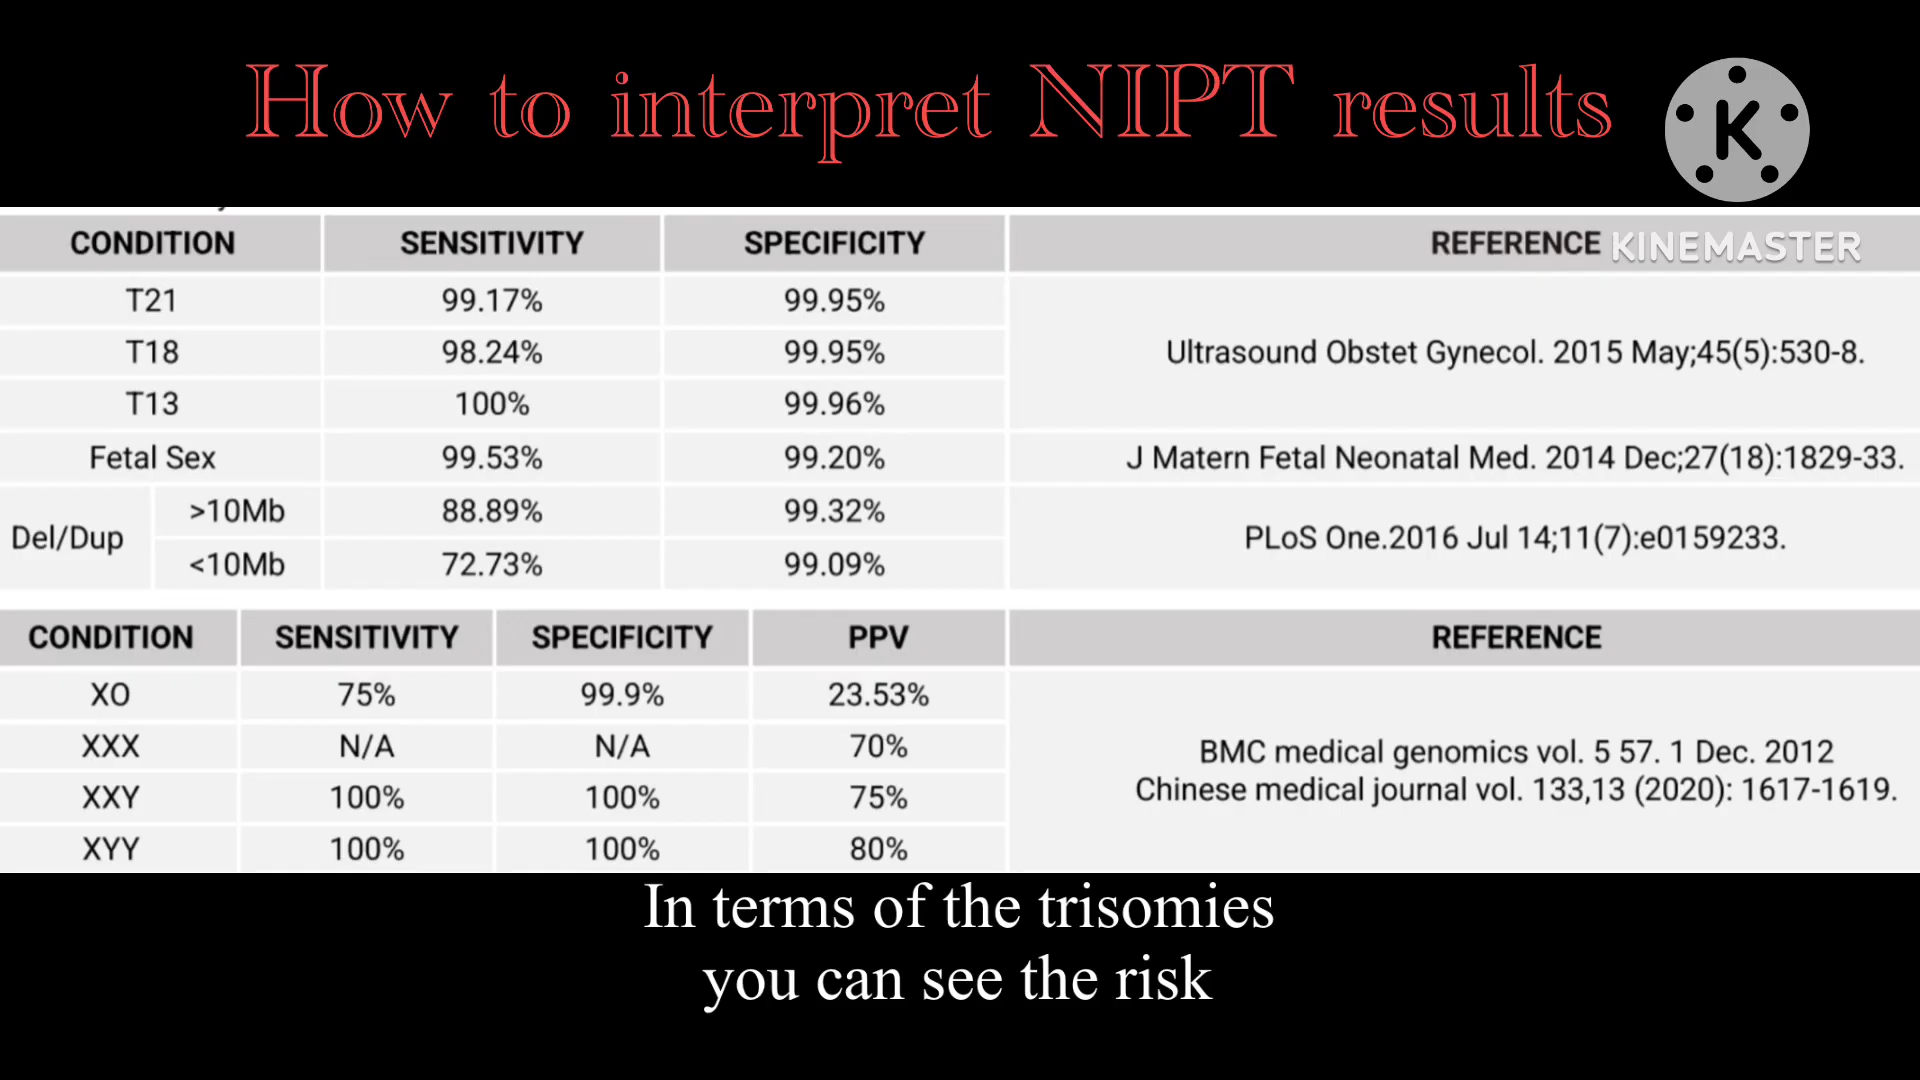 How to interpret NIPT results
K
KINEMASTER
CONDITION SENSITIVITY SPECIFICITY REFERENCE
T21 99.17% 99.95%
T18 98.24% 99.95% Ultrasound Obstet Gynecol. 2015 May;45(5):530-8.
T13 100% 99.96%
Fetal Sex 99.53% 99.20% J Matern Fetal Neonatal Med. 2014 Dec;27(18):1829-33.
Del/Dup >10Mb 88.89% 99.32% PLoS One.2016 Jul 14;11(7):e0159233.
<10Mb 72.73% 99.09%
CONDITION SENSITIVITY SPECIFICITY PPV REFERENCE
XO 75% 99.9% 23.53%
XXX N/A N/A 70% BMC medical genomics vol. 5 57. 1 Dec. 2012
XXY 100% 100% 75% Chinese medical journal vol. 133,13 (2020): 1617-1619.
XYY 100% 100% 80%
In terms of the trisomies
you can see the risk